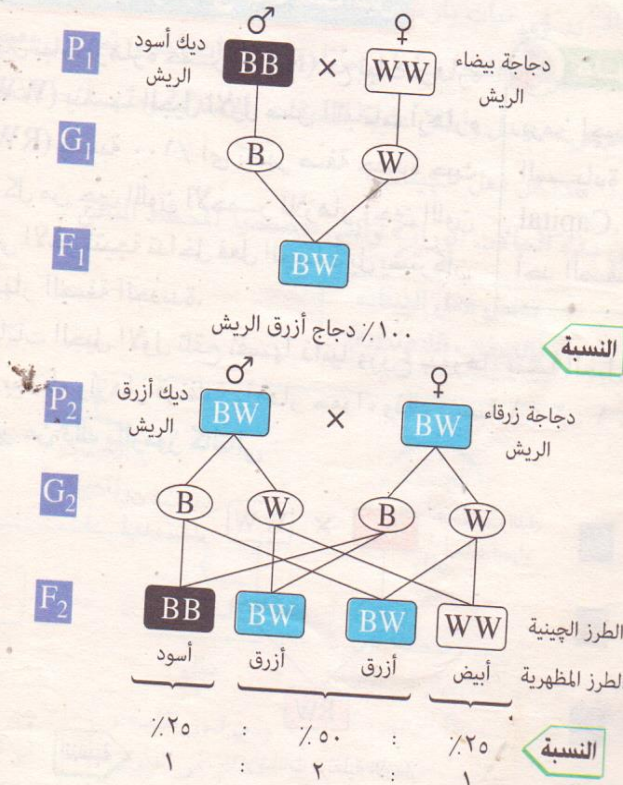 ♂ ♀
P₁ ديك أسود الريش BB × WW دجاجة بيضاء الريش
G₁ B W
F₁ BW
١٠٠٪ دجاج أزرق الريش
النسبة
♂ ♀
P₂ ديك أزرق الريش BW × BW دجاجة زرقاء الريش
G₂ B W B W
F₂ BB BW BW WW الطرز الچينية
أسود أزرق أزرق أبيض الطرز المظهرية
٢٥٪ : ٥٠٪ : ٢٥٪ النسبة
١ : ٢ : ١